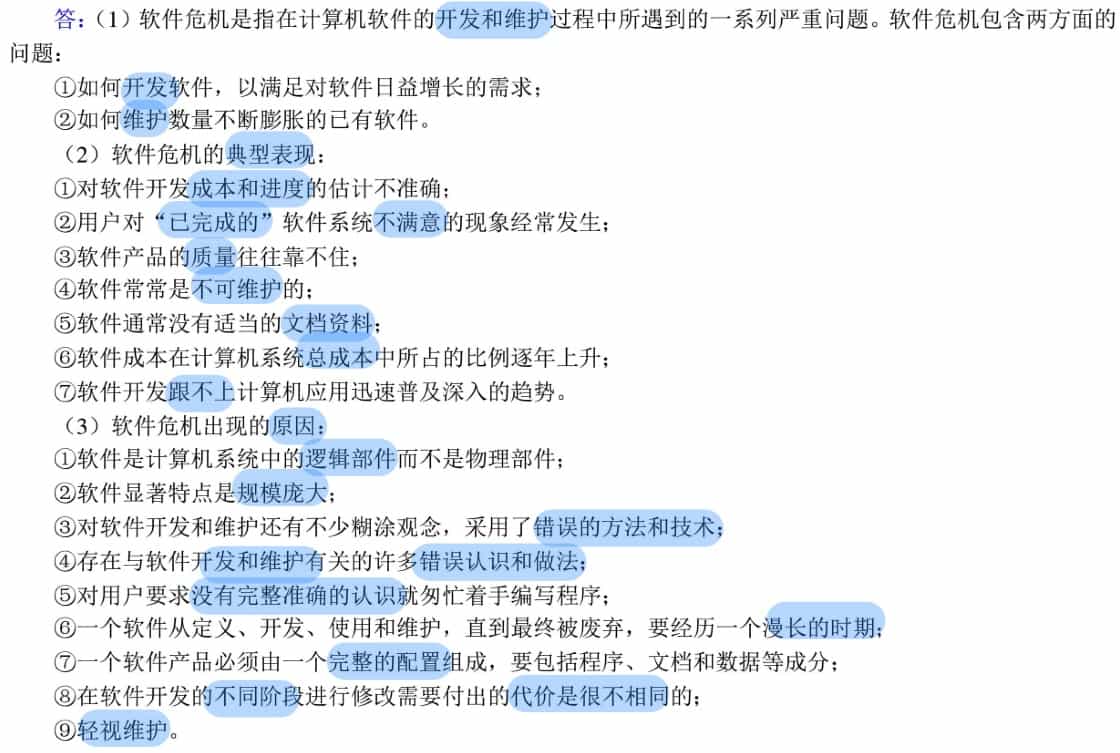 答：（1）软件危机是指在计算机软件的开发和维护过程中所遇到的一系列严重问题。软件危机包含两方面的
问题：
①如何开发软件，以满足对软件日益增长的需求；
②如何维护数量不断膨胀的已有软件。
（2）软件危机的典型表现：
①对软件开发成本和进度的估计不准确；
②用户对“已完成的”软件系统不满意的现象经常发生；
③软件产品的质量往往靠不住；
④软件常常是不可维护的；
⑤软件通常没有适当的文档资料；
⑥软件成本在计算机系统总成本中所占的比例逐年上升；
⑦软件开发跟不上计算机应用迅速普及深入的趋势。
（3）软件危机出现的原因：
①软件是计算机系统中的逻辑部件而不是物理部件；
②软件显著特点是规模庞大；
③对软件开发和维护还有不少糊涂观念，采用了错误的方法和技术；
④存在与软件开发和维护有关的许多错误认识和做法；
⑤对用户要求没有完整准确的认识就匆忙着手编写程序；
⑥一个软件从定义、开发、使用和维护，直到最终被废弃，要经历一个漫长的时期；
⑦一个软件产品必须由一个完整的配置组成，要包括程序、文档和数据等成分；
⑧在软件开发的不同阶段进行修改需要付出的代价是很不相同的；
⑨轻视维护。